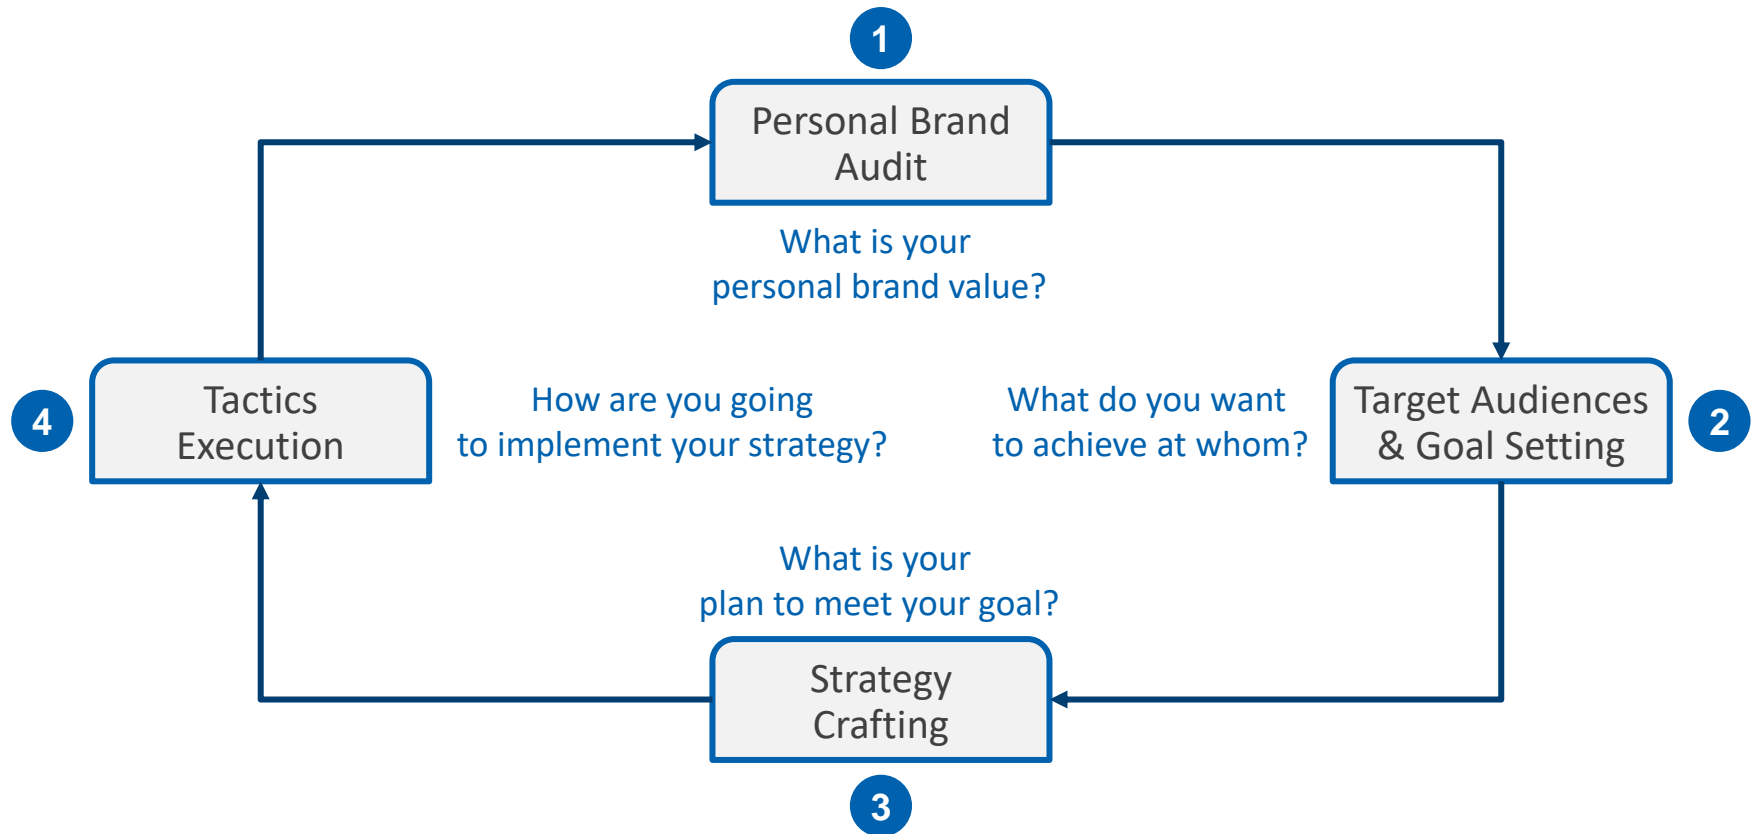 1
Personal Brand
Audit
What is your
personal brand value?
4
Tactics
Execution
How are you going
to implement your strategy?
What do you want
to achieve at whom?
Target Audiences
& Goal Setting
2
What is your
plan to meet your goal?
Strategy
Crafting
3